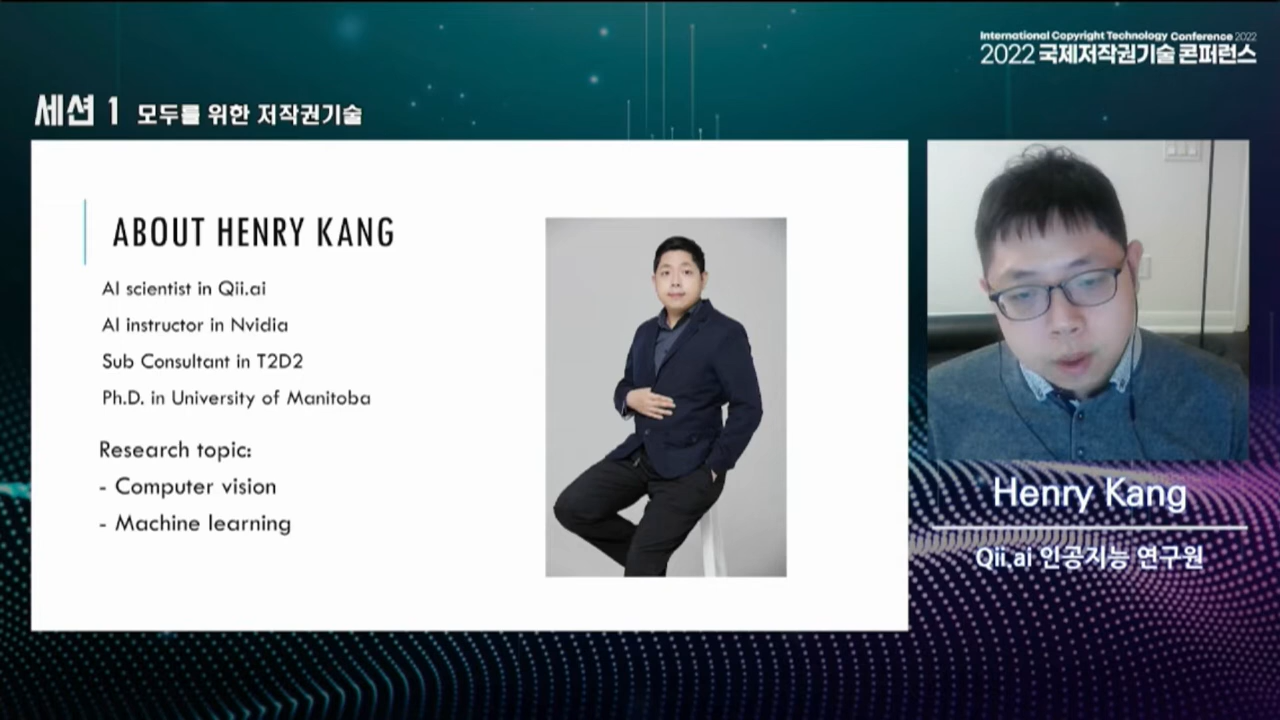 International Copyright Technology Conference 2022
2022 국제저작권기술 콘퍼런스
세션 1 모두를 위한 저작권기술
ABOUT HENRY KANG
AI scientist in Qii.ai
AI instructor in Nvidia
Sub Consultant in T2D2
Ph.D. in University of Manitoba
Research topic:
- Computer vision
- Machine learning
Henry Kang
Qii.ai 인공지능 연구원